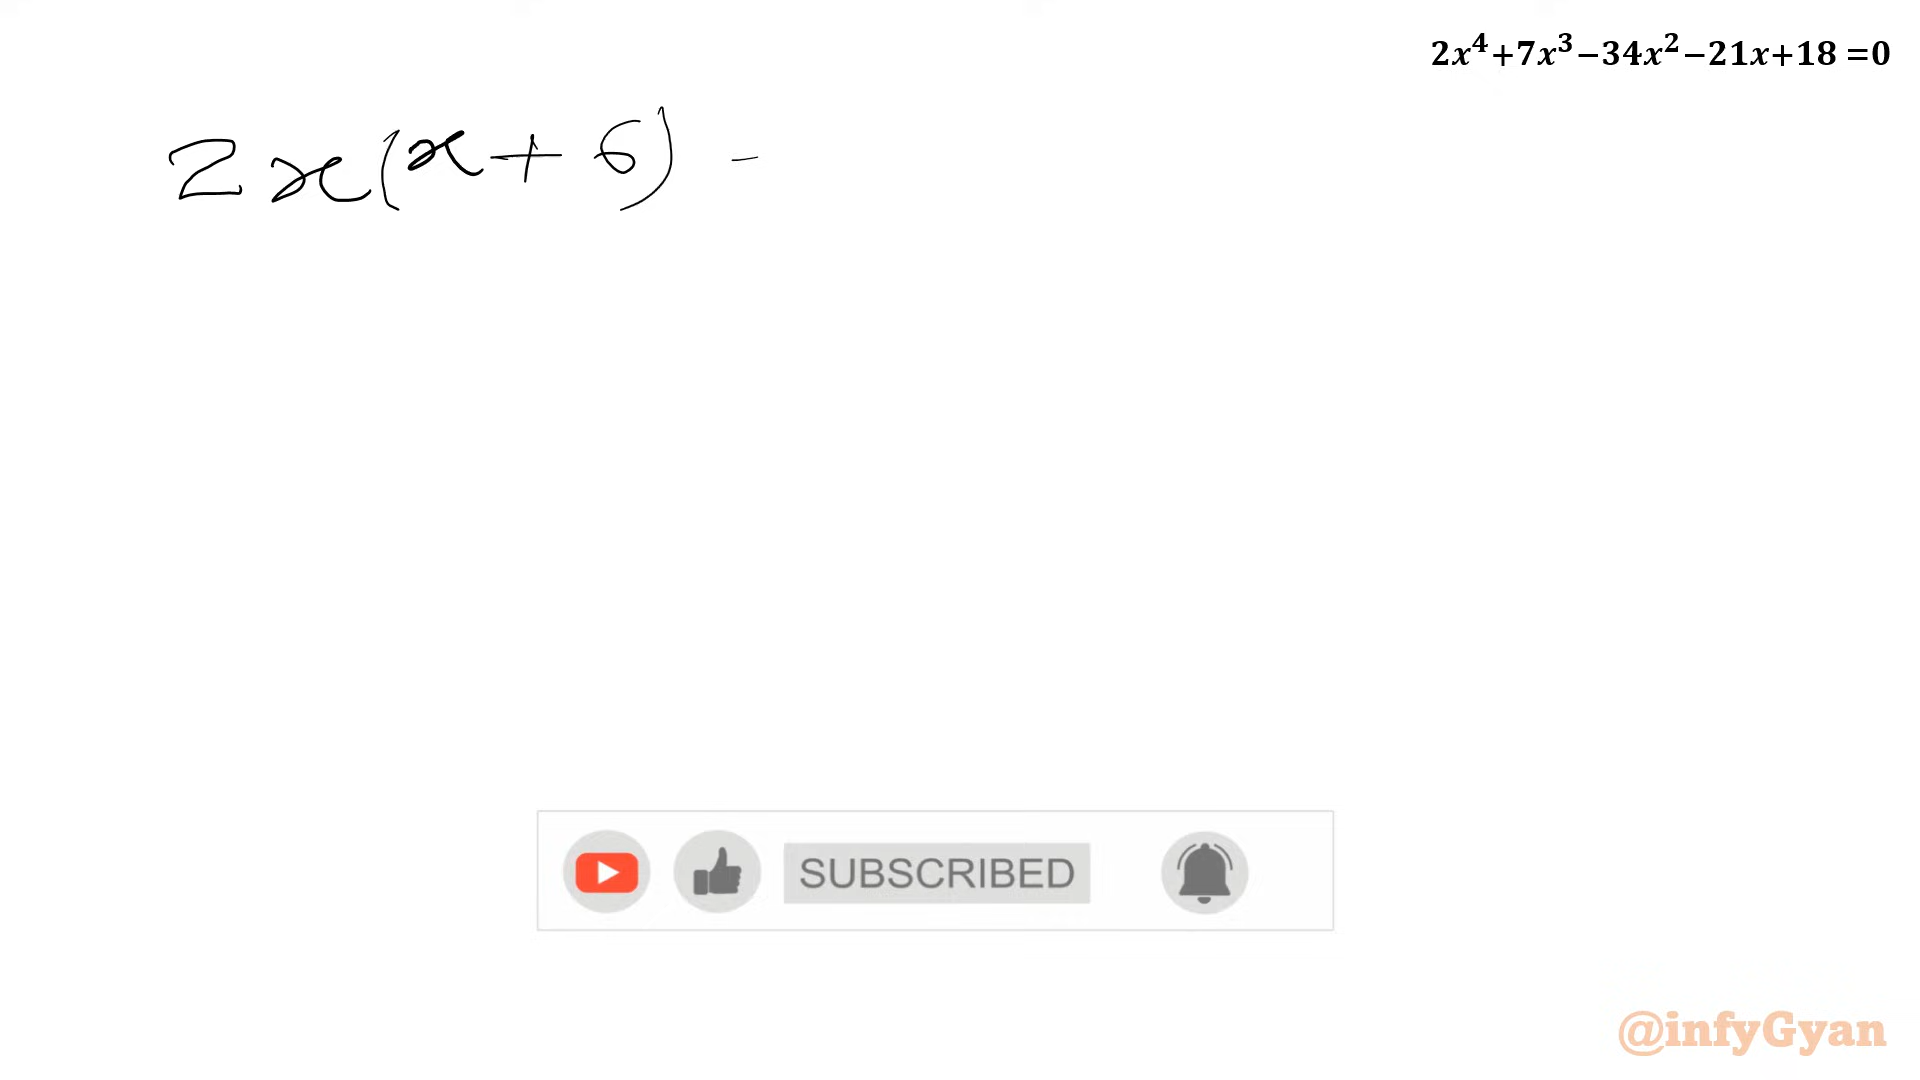 2x⁴+7x³−34x²−21x+18 =0
2x(x+6) -
SUBSCRIBED
@infyGyan